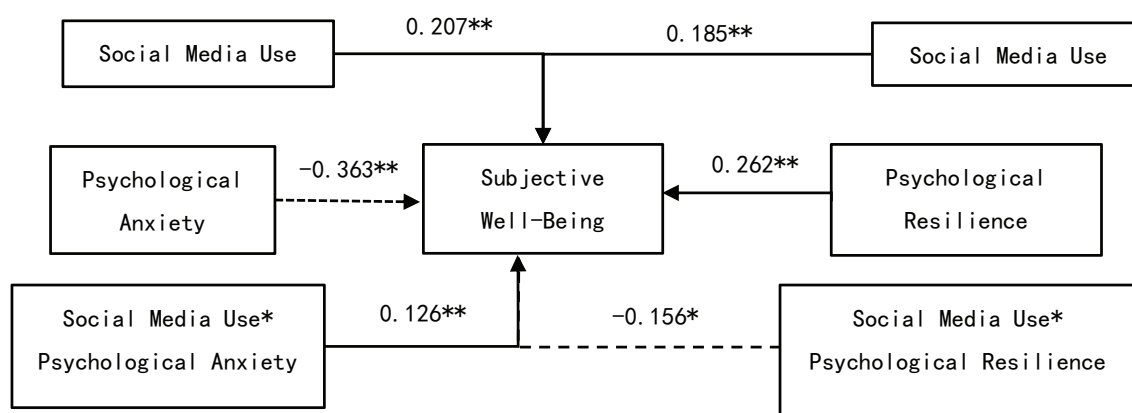 0.207**
0.185**
Social Media Use
Social Media Use
Psychological
Anxiety
-0.363**
Subjective
Well-Being
0.262**
Psychological
Resilience
Social Media Use*
Psychological Anxiety
0.126**
-0.156*
Social Media Use*
Psychological Resilience